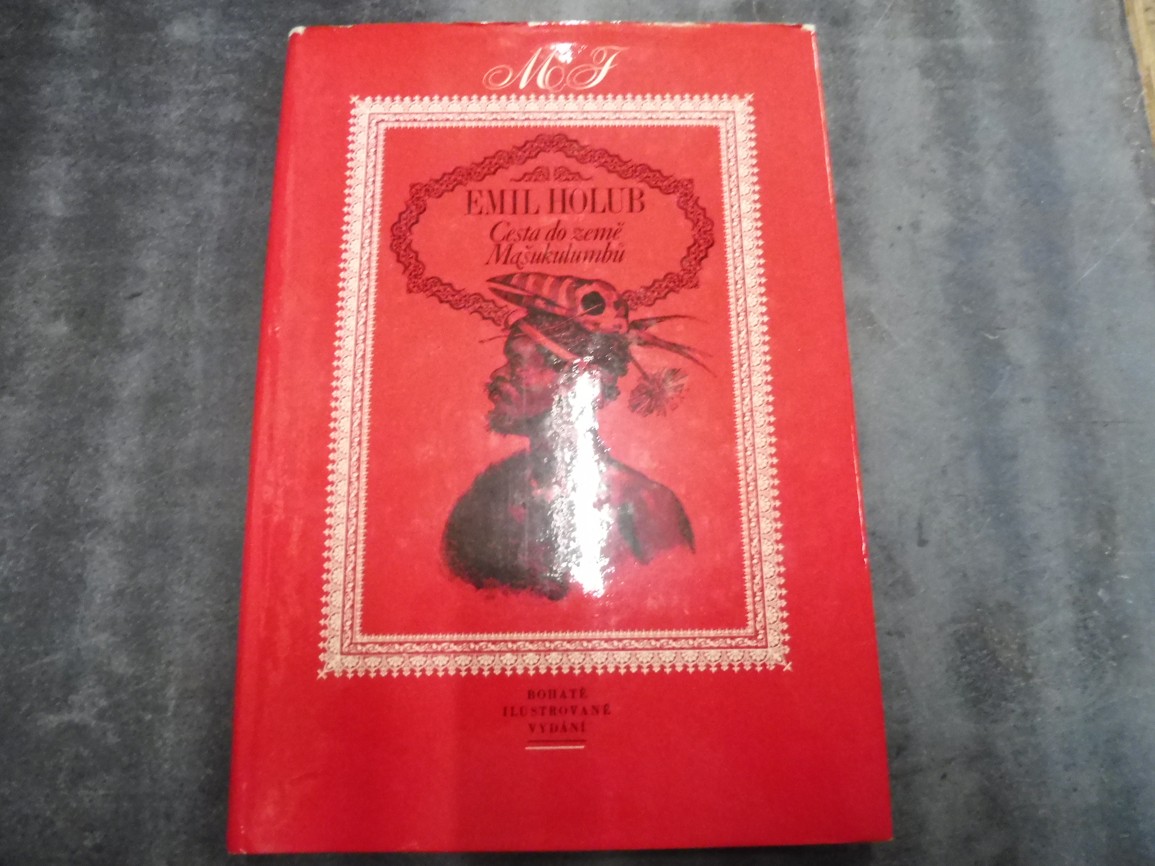 MF
EMIL HOLUB
Cesta do země
Mašukulumbů
BOHATĚ
ILUSTROVANÉ
VYDÁNÍ